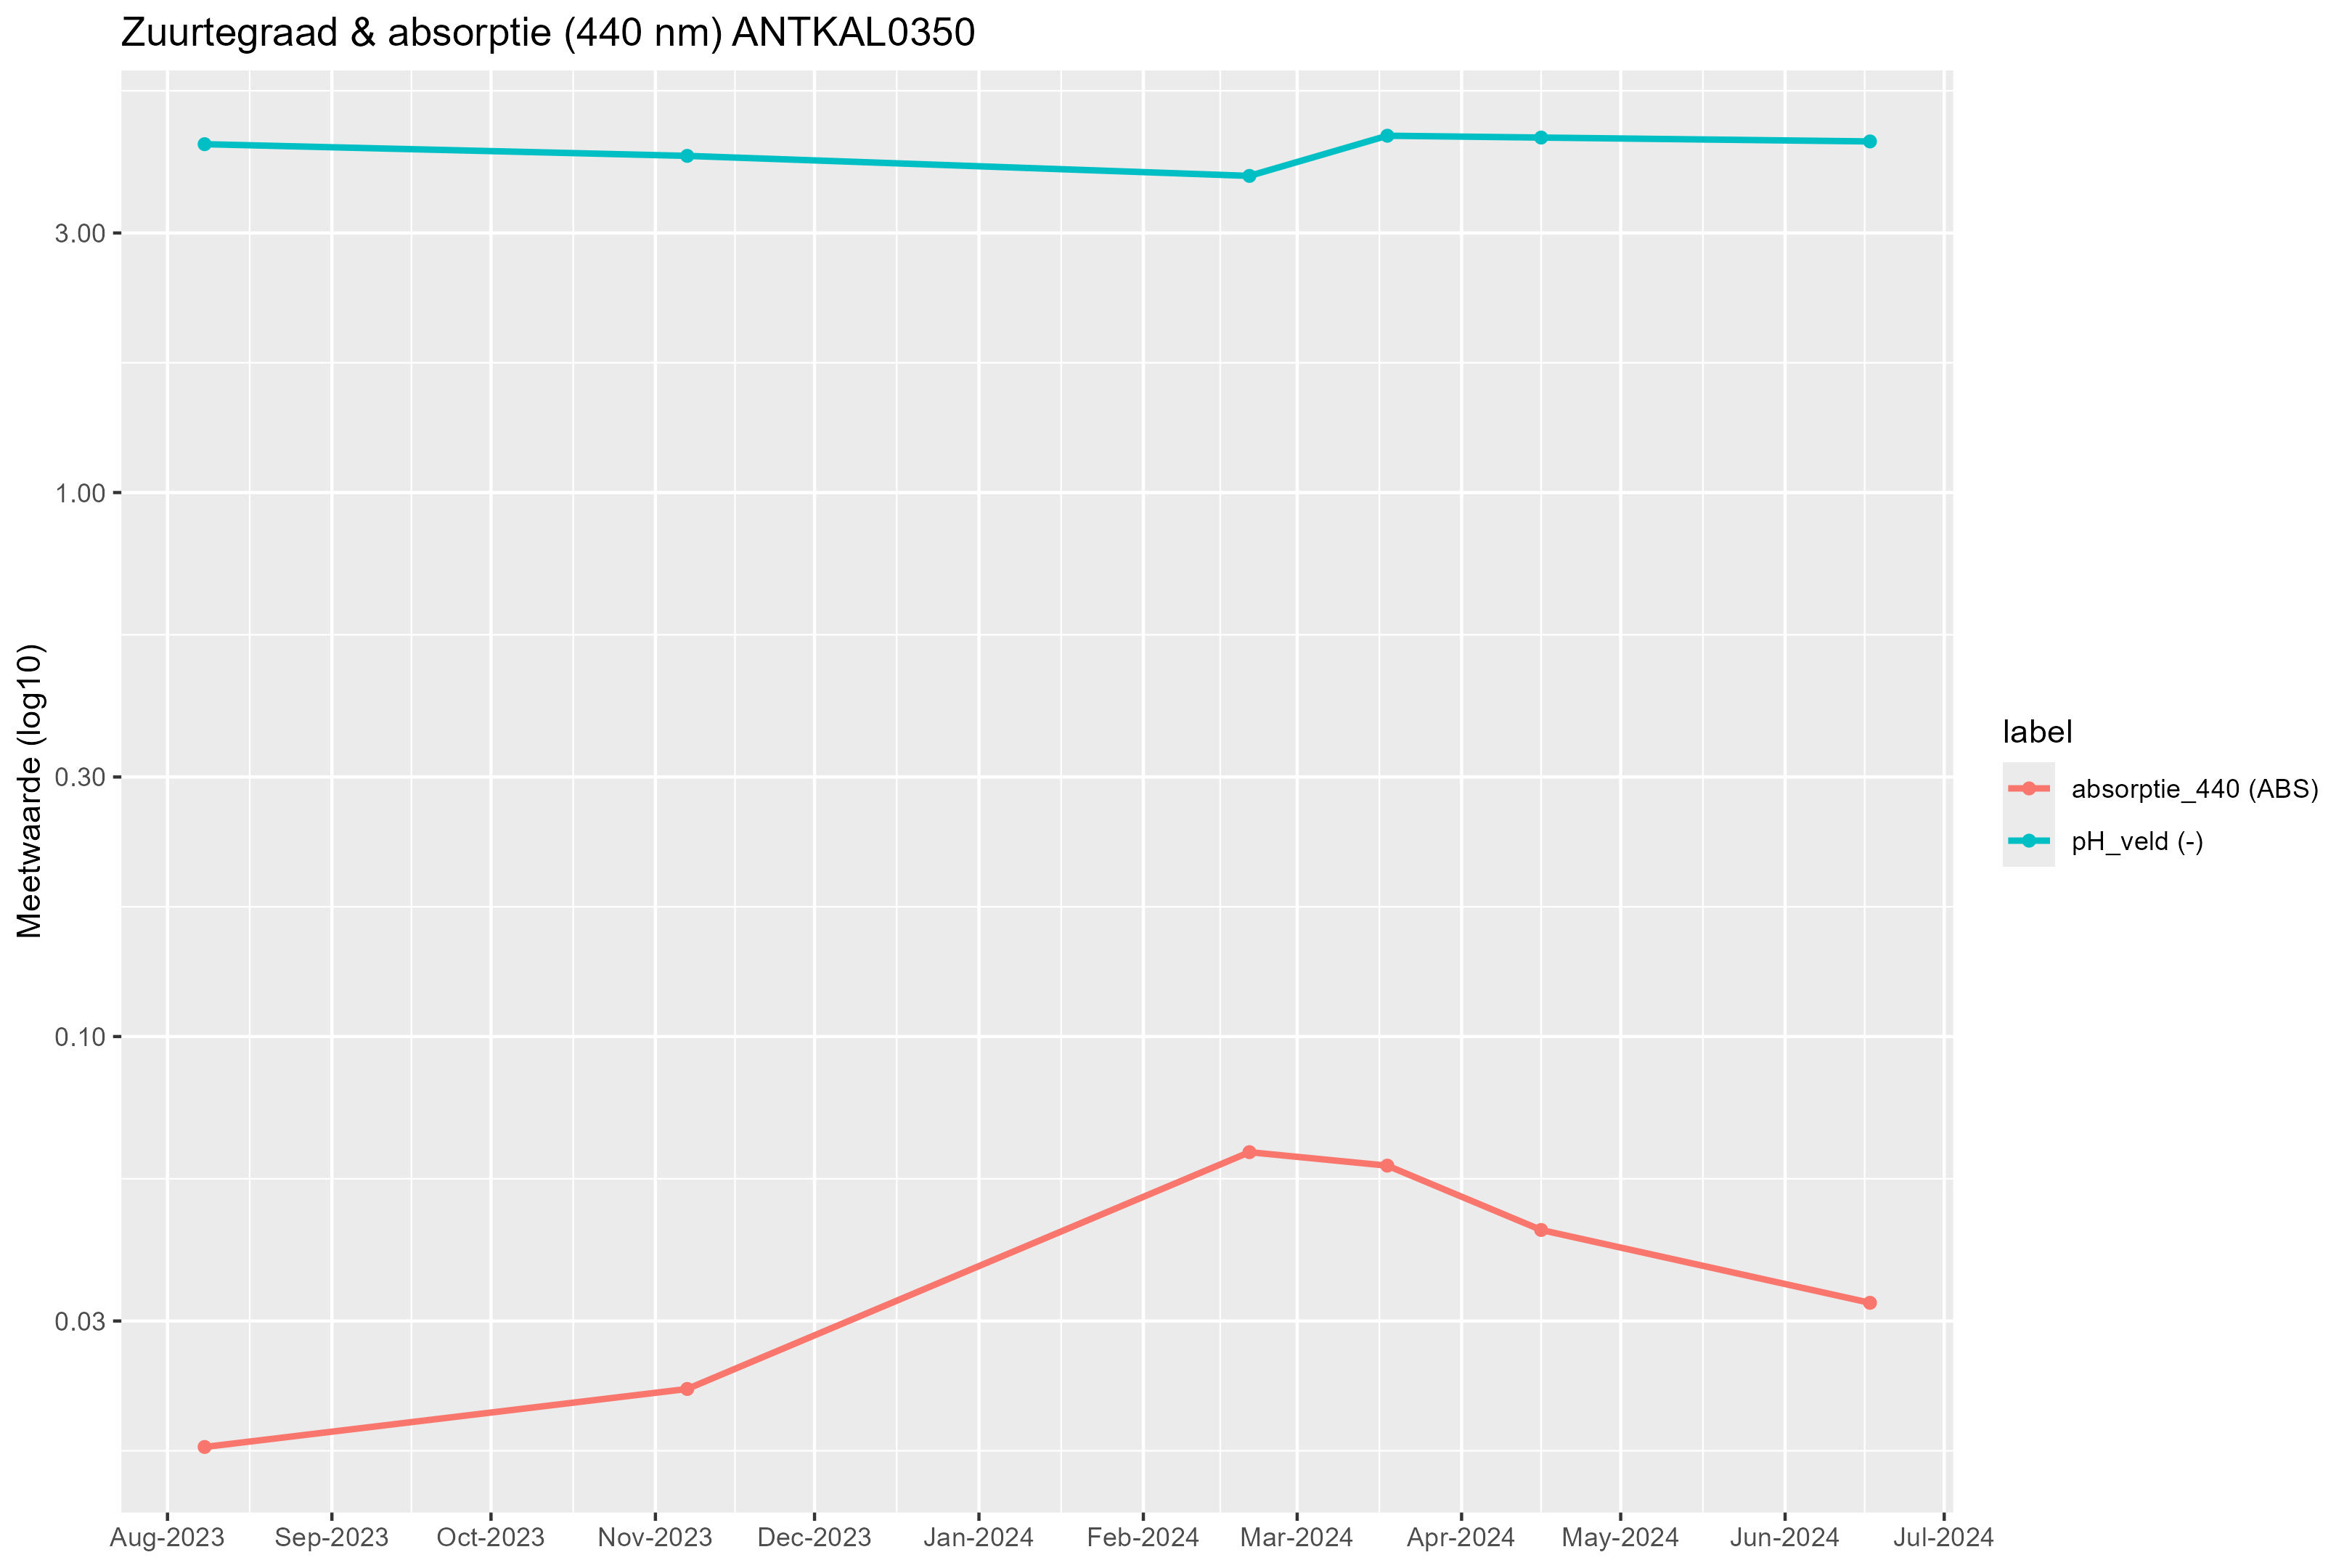 Zuurtegraad & absorptie (440 nm) ANTKAL0350
Meetwaarde (log10)
3.00
1.00
0.30
0.10
0.03
Aug-2023 Sep-2023 Oct-2023 Nov-2023 Dec-2023 Jan-2024 Feb-2024 Mar-2024 Apr-2024 May-2024 Jun-2024 Jul-2024
label
absorptie_440 (ABS)
pH_veld (-)